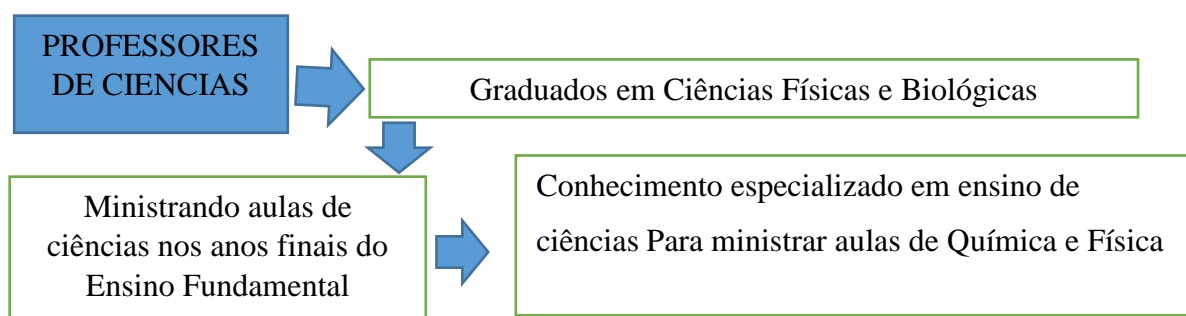 PROFESSORES
DE CIENCIAS
Graduados em Ciências Físicas e Biológicas
Ministrando aulas de
ciências nos anos finais do
Ensino Fundamental
Conhecimento especializado em ensino de
ciências Para ministrar aulas de Química e Física